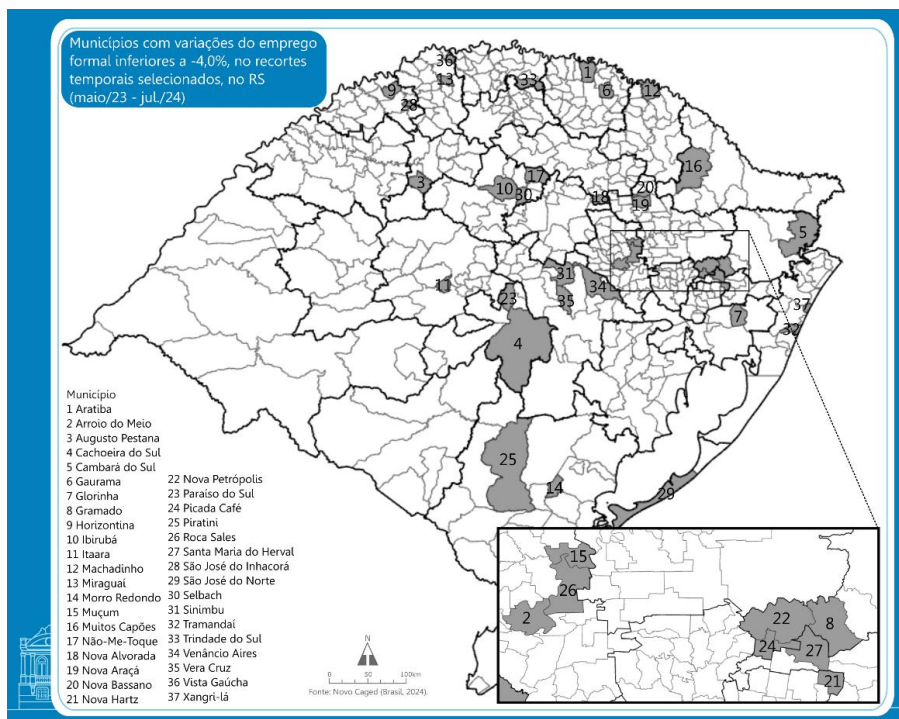 Municípios com variações do emprego
formal inferiores a -4,0%, no recortes
temporais selecionados, no RS
(maio/23 - jul./24)
36
13
33
1
6
12
9
28
3
10
17
30
18
20
19
16
5
31
34
35
11
23
7
37
32
4
25
14
29
Município
1 Aratiba
2 Arroio do Meio
3 Augusto Pestana
4 Cachoeira do Sul
5 Cambará do Sul
6 Gaurama
7 Glorinha
8 Gramado
9 Horizontina
10 Ibirubá
11 Itaara
12 Machadinho
13 Miraguaí
14 Morro Redondo
15 Muçum
16 Muitos Capões
17 Não-Me-Toque
18 Nova Alvorada
19 Nova Araçá
20 Nova Bassano
21 Nova Hartz
22 Nova Petrópolis
23 Paraíso do Sul
24 Picada Café
25 Piratini
26 Roca Sales
27 Santa Maria do Herval
28 São José do Inhacorá
29 São José do Norte
30 Selbach
31 Sinimbu
32 Tramandaí
33 Trindade do Sul
34 Venâncio Aires
35 Vera Cruz
36 Vista Gaúcha
37 Xangri-lá
N
0 50 100km
Fonte: Novo Caged (Brasil, 2024).
15
26
2
22
8
24
27
21